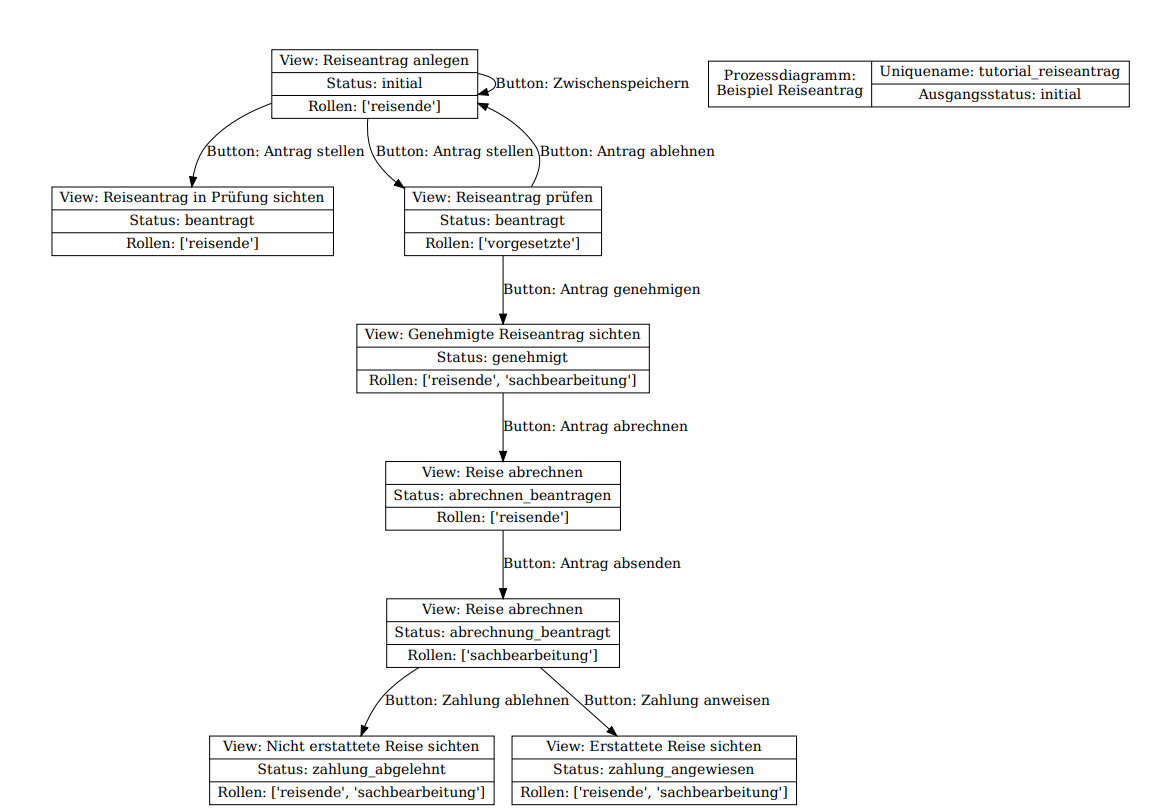 View: Reiseantrag anlegen
Status: initial
Rollen: ['reisende']
Button: Zwischenspeichern
Prozessdiagramm:
Beispiel Reiseantrag
Uniquename: tutorial_reiseantrag
Ausgangsstatus: initial
Button: Antrag stellen
Button: Antrag stellen
Button: Antrag ablehnen
View: Reiseantrag in Prüfung sichten
Status: beantragt
Rollen: ['reisende']
View: Reiseantrag prüfen
Status: beantragt
Rollen: ['vorgesetzte']
Button: Antrag genehmigen
View: Genehmigte Reiseantrag sichten
Status: genehmigt
Rollen: ['reisende', 'sachbearbeitung']
Button: Antrag abrechnen
View: Reise abrechnen
Status: abrechnen_beantragen
Rollen: ['reisende']
Button: Antrag absenden
View: Reise abrechnen
Status: abrechnung_beantragt
Rollen: ['sachbearbeitung']
Button: Zahlung ablehnen
Button: Zahlung anweisen
View: Nicht erstattete Reise sichten
Status: zahlung_abgelehnt
Rollen: ['reisende', 'sachbearbeitung']
View: Erstattete Reise sichten
Status: zahlung_angewiesen
Rollen: ['reisende', 'sachbearbeitung']